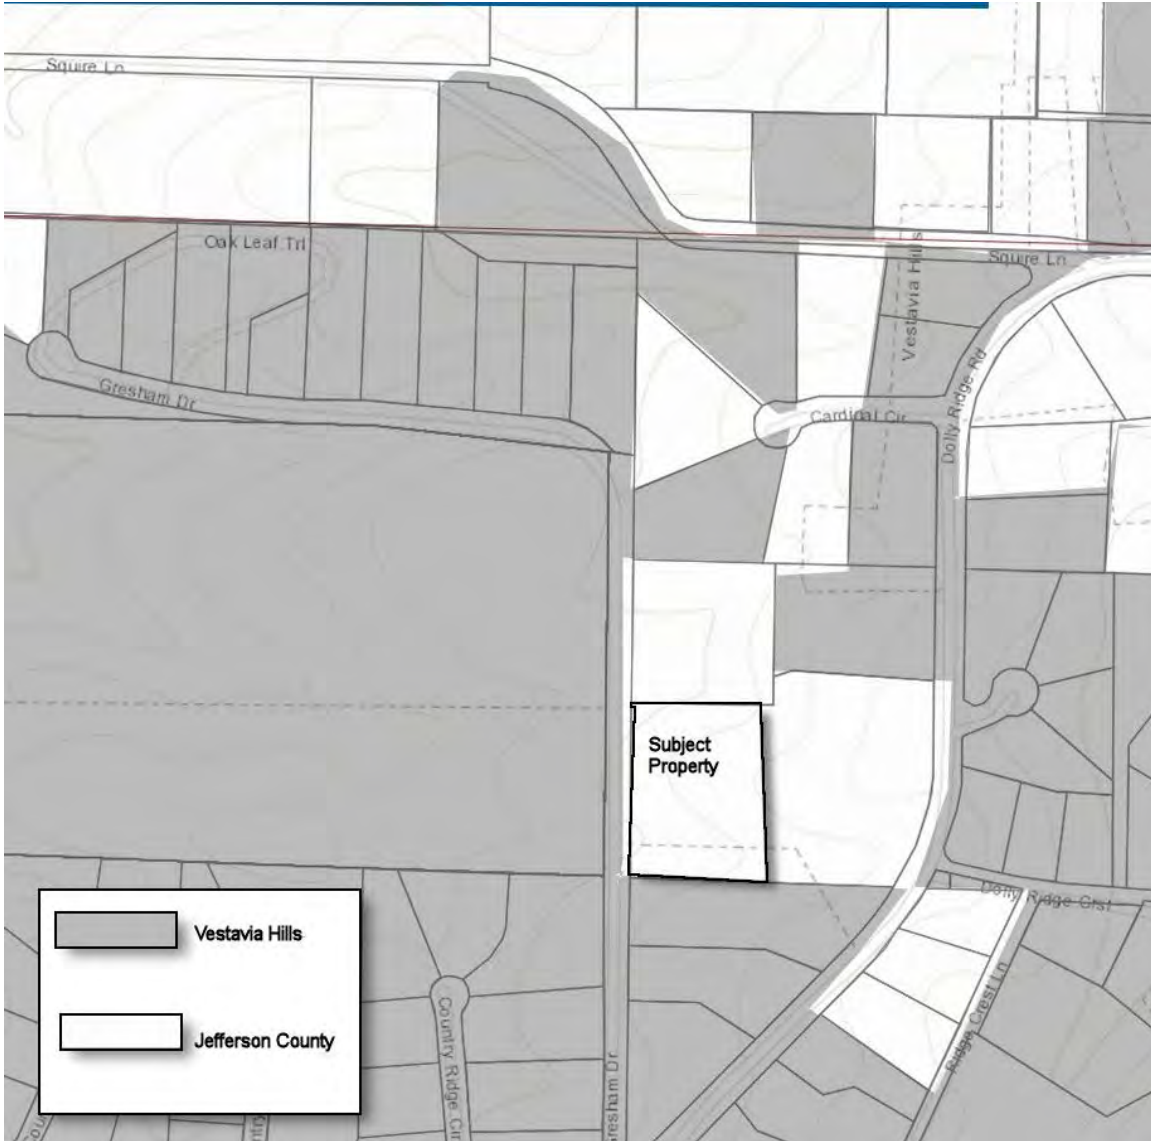 Squire Ln
Oak Leaf Trl
Squire Ln
Vestavia Hills
Gresham Dr
Dolly Ridge Rd
Cardinal Cir
Subject
Property
Dolly Ridge Crst
Vestavia Hills
Jefferson County
Country Ridge Cir
Gresham Dr
Ridge Crest Ln